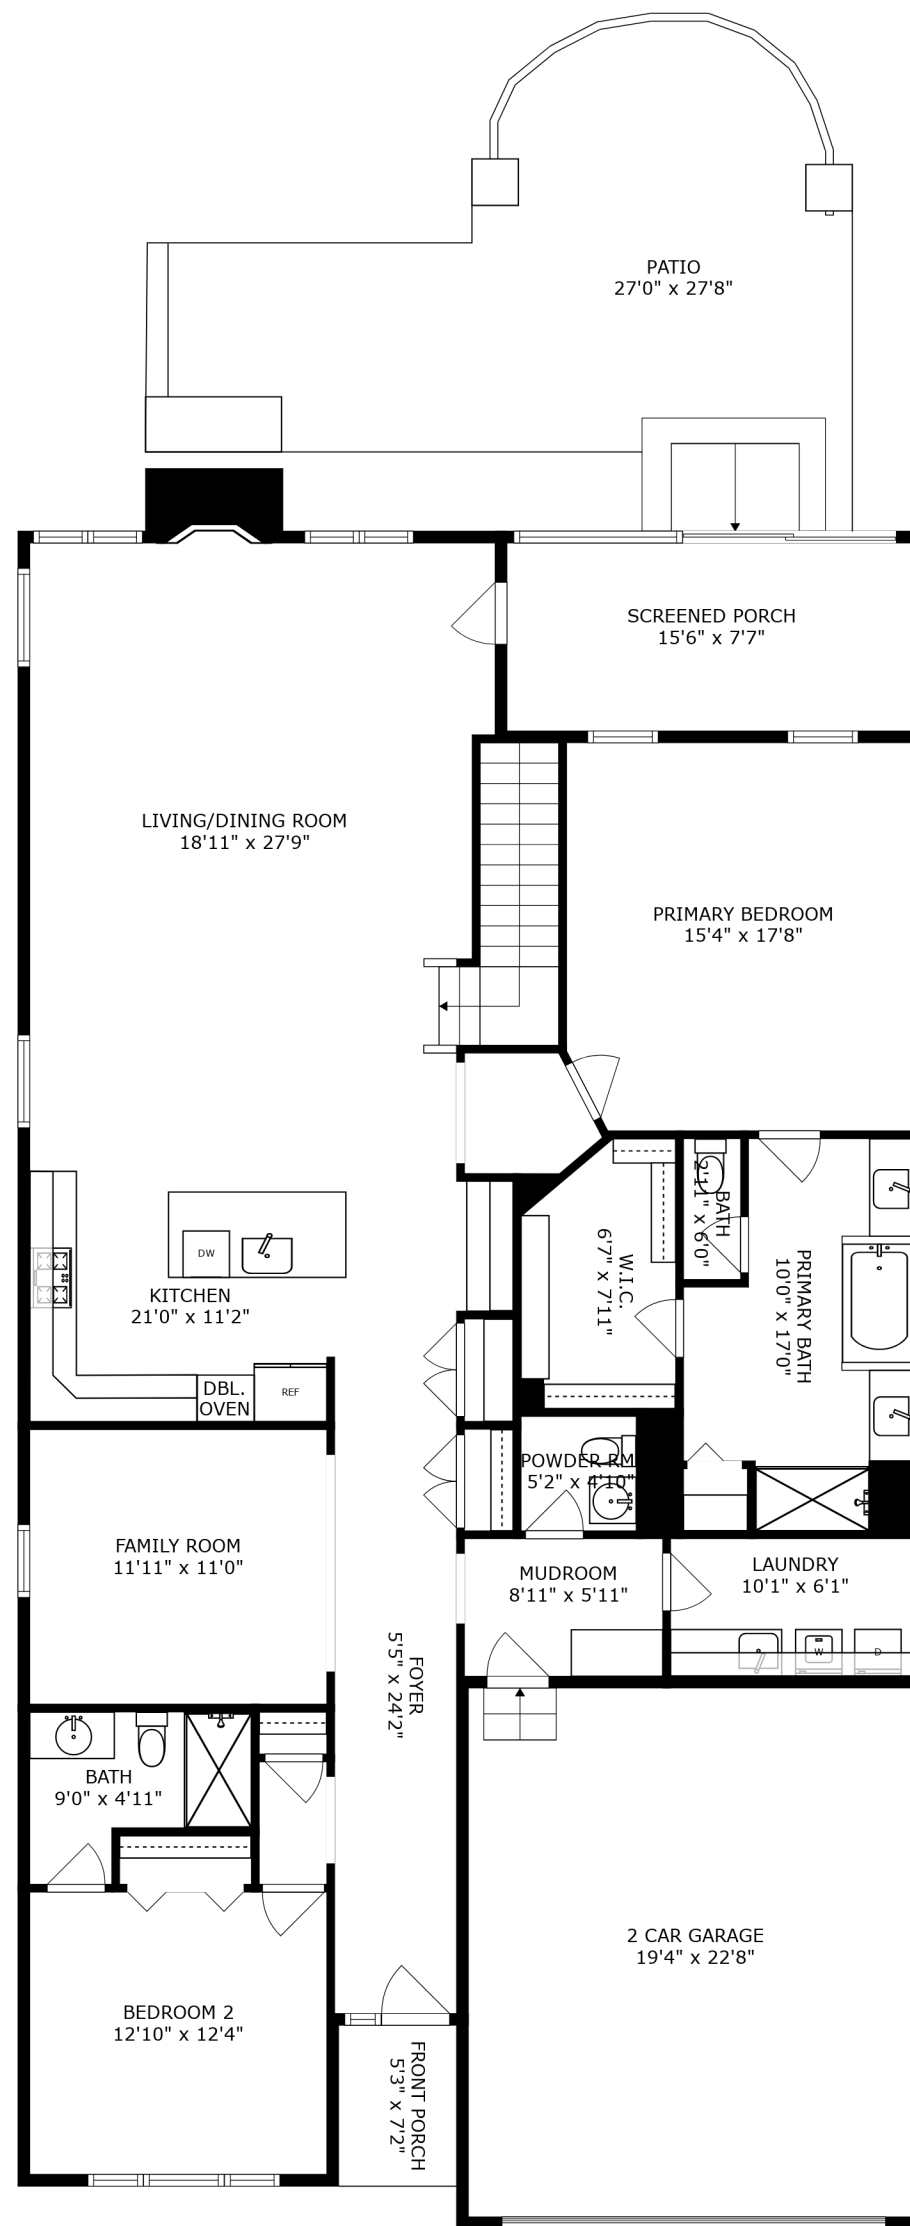 PATIO
27'0" x 27'8"
SCREENED PORCH
15'6" x 7'7"
LIVING/DINING ROOM
18'11" x 27'9"
PRIMARY BEDROOM
15'4" x 17'8"
BATH
2'11" x 6'0"
W.I.C.
6'7" x 7'11"
PRIMARY BATH
10'0" x 17'0"
DW
KITCHEN
21'0" x 11'2"
DBL.
OVEN
REF
POWDER RM
5'2" x 4'10"
FAMILY ROOM
11'11" x 11'0"
MUDROOM
8'11" x 5'11"
LAUNDRY
10'1" x 6'1"
W
D
FOYER
5'5" x 24'2"
BATH
9'0" x 4'11"
2 CAR GARAGE
19'4" x 22'8"
BEDROOM 2
12'10" x 12'4"
FRONT PORCH
5'3" x 7'2"